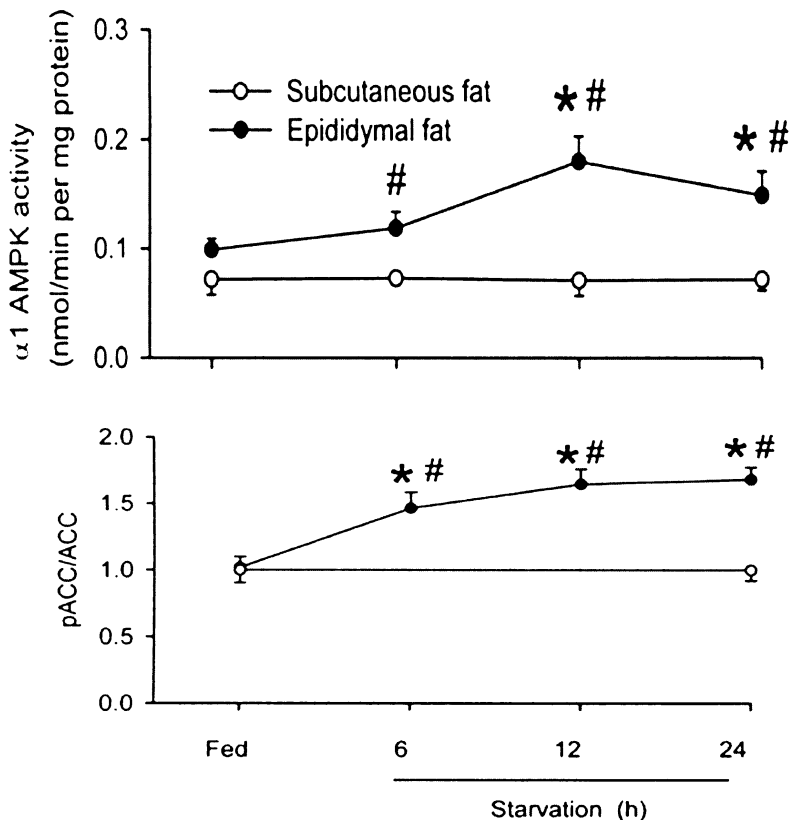 0.3
Subcutaneous fat
Epididymal fat
* #
* #
#
0.2
0.1
0.0
α1 AMPK activity
(nmol/min per mg protein)
2.0
* #
* #
* #
1.5
1.0
0.5
0.0
pACC/ACC
Fed 6 12 24
Starvation (h)